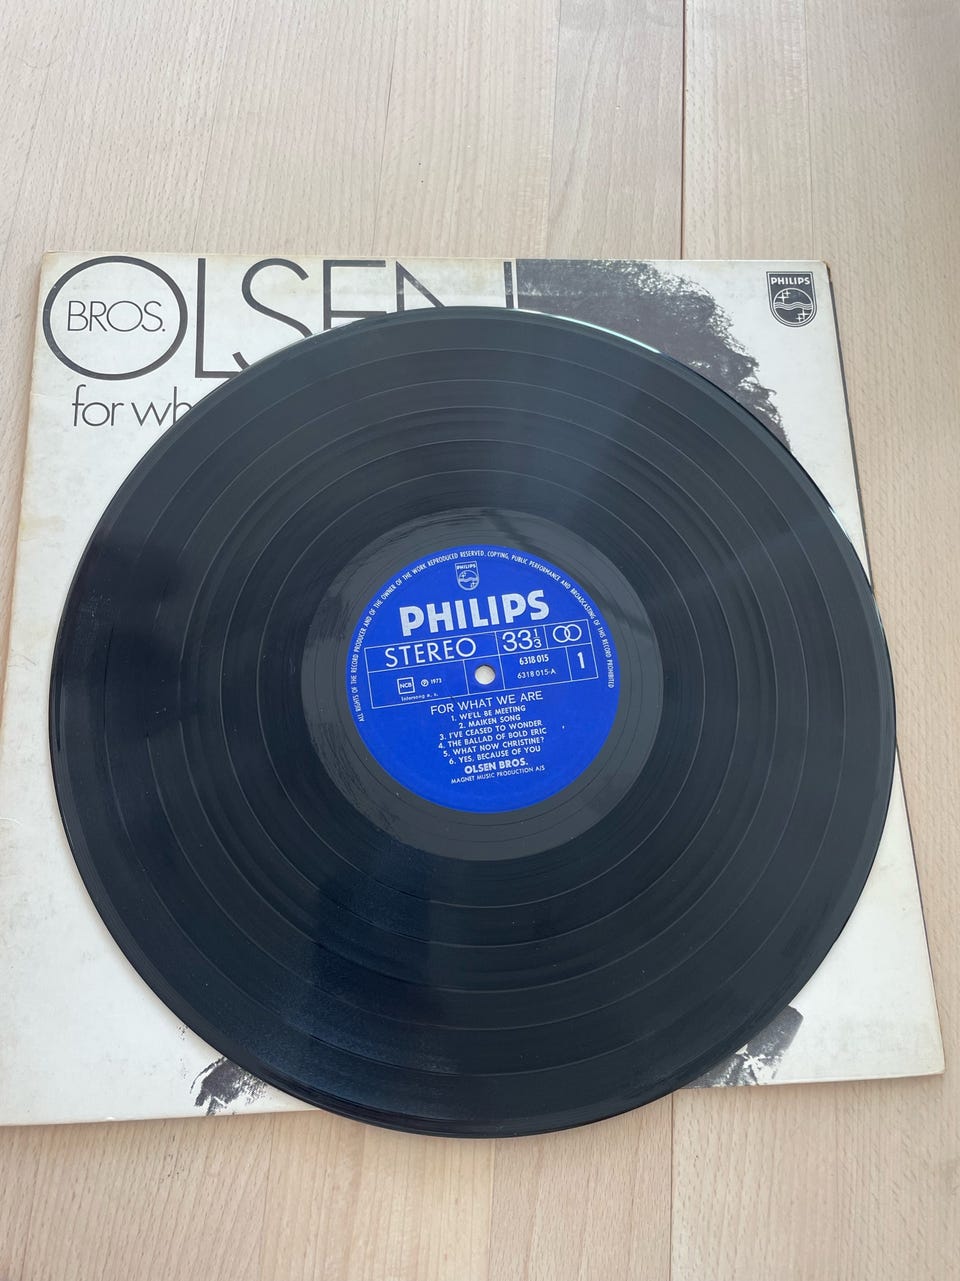 BROS. OLSEN
for wh
PHILIPS
ALL RIGHTS OF THE RECORD PRODUCER AND OF THE OWNER OF THE WORK REPRODUCED RESERVED. COPYING, PUBLIC PERFORMANCE AND BROADCASTING OF THIS RECORD PROHIBITED
PHILIPS
PHILIPS
STEREO 33 1/3
6318 015
NCB ℗ 1973 6318 015-A 1
Intersong a. s.
FOR WHAT WE ARE
1. WE'LL BE MEETING
2. MAIKEN SONG
3. I'VE CEASED TO WONDER
4. THE BALLAD OF BOLD ERIC
5. WHAT NOW CHRISTINE?
6. YES, BECAUSE OF YOU
OLSEN BROS.
MAGNET MUSIC PRODUCTION A/S